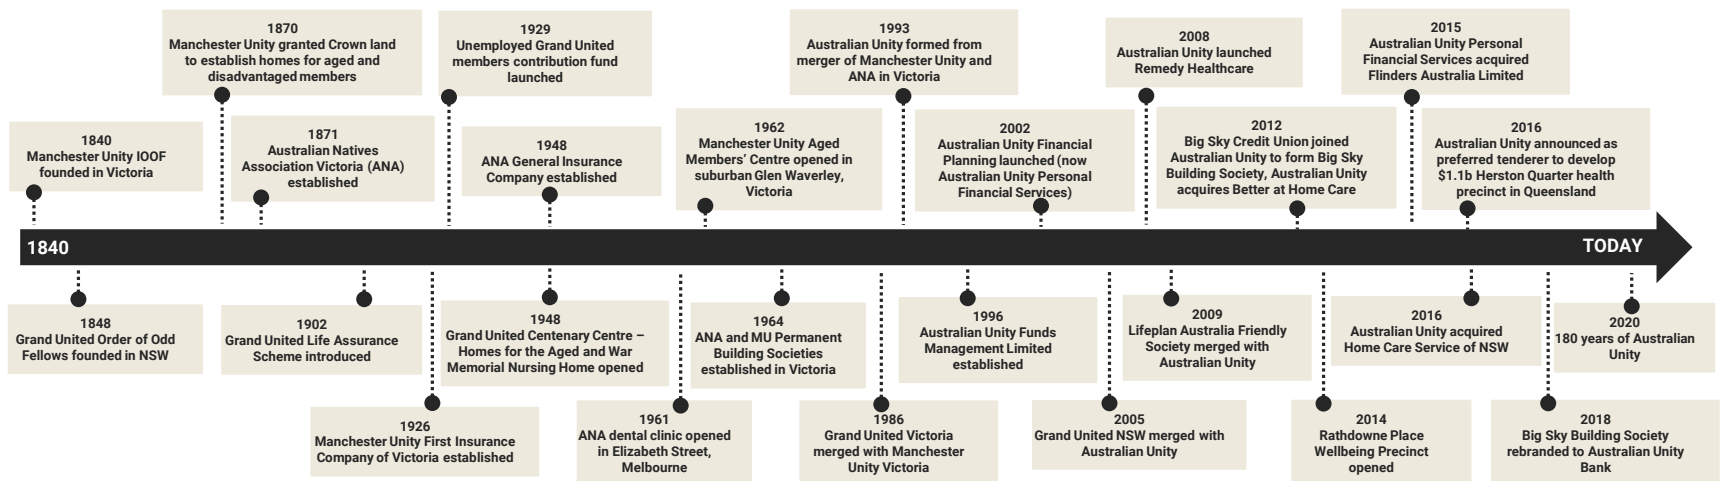 1840
Manchester Unity IOOF
founded in Victoria
1870
Manchester Unity granted Crown land
to establish homes for aged and
disadvantaged members
1871
Australian Natives
Association Victoria (ANA)
established
1929
Unemployed Grand United
members contribution fund
launched
1948
ANA General Insurance
Company established
1962
Manchester Unity Aged
Members’ Centre opened in
suburban Glen Waverley,
Victoria
1993
Australian Unity formed from
merger of Manchester Unity and
ANA in Victoria
2002
Australian Unity Financial
Planning launched (now
Australian Unity Personal
Financial Services)
2008
Australian Unity launched
Remedy Healthcare
2012
Big Sky Credit Union joined
Australian Unity to form Big Sky
Building Society, Australian Unity
acquires Better at Home Care
2015
Australian Unity Personal
Financial Services acquired
Flinders Australia Limited
2016
Australian Unity announced as
preferred tenderer to develop
$1.1b Herston Quarter health
precinct in Queensland
1840
TODAY
1848
Grand United Order of Odd
Fellows founded in NSW
1902
Grand United Life Assurance
Scheme introduced
1926
Manchester Unity First Insurance
Company of Victoria established
1948
Grand United Centenary Centre –
Homes for the Aged and War
Memorial Nursing Home opened
1961
ANA dental clinic opened
in Elizabeth Street,
Melbourne
1964
ANA and MU Permanent
Building Societies
established in Victoria
1986
Grand United Victoria
merged with Manchester
Unity Victoria
1996
Australian Unity Funds
Management Limited
established
2005
Grand United NSW merged with
Australian Unity
2009
Lifeplan Australia Friendly
Society merged with
Australian Unity
2014
Rathdowne Place
Wellbeing Precinct
opened
2016
Australian Unity acquired
Home Care Service of NSW
2018
Big Sky Building Society
rebranded to Australian Unity
Bank
2020
180 years of Australian
Unity